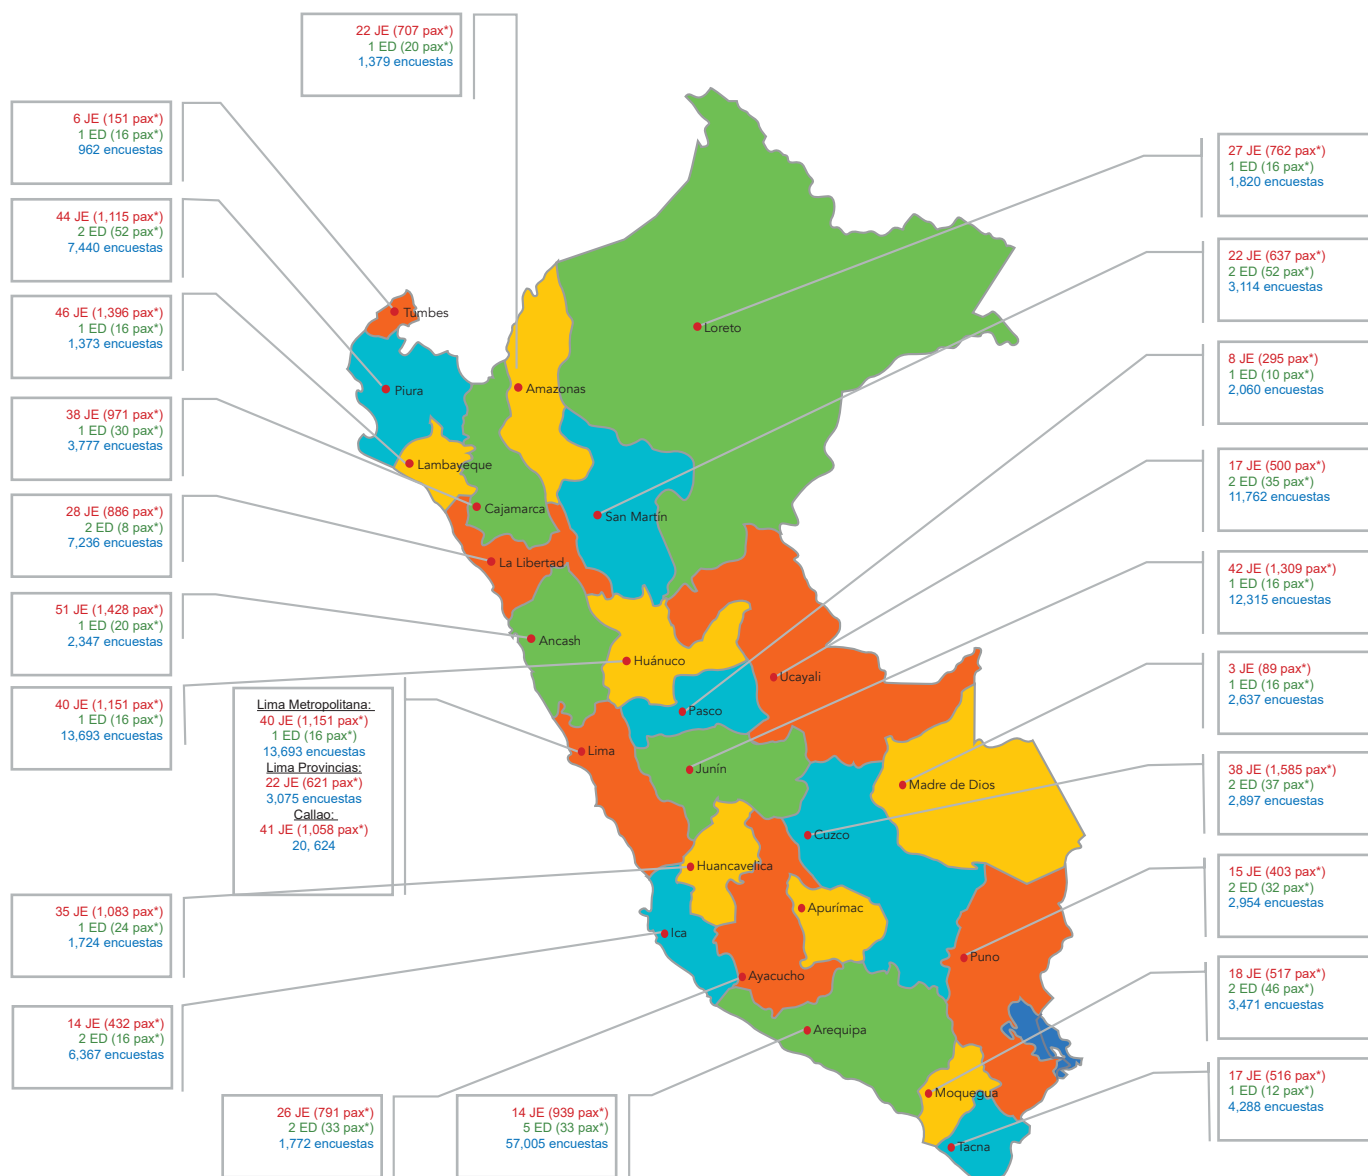 22 JE (707 pax*)
1 ED (20 pax*)
1,379 encuestas
6 JE (151 pax*)
1 ED (16 pax*)
962 encuestas
44 JE (1,115 pax*)
2 ED (52 pax*)
7,440 encuestas
46 JE (1,396 pax*)
1 ED (16 pax*)
1,373 encuestas
38 JE (971 pax*)
1 ED (30 pax*)
3,777 encuestas
28 JE (886 pax*)
2 ED (8 pax*)
7,236 encuestas
51 JE (1,428 pax*)
1 ED (20 pax*)
2,347 encuestas
40 JE (1,151 pax*)
1 ED (16 pax*)
13,693 encuestas
Lima Metropolitana:
40 JE (1,151 pax*)
1 ED (16 pax*)
13,693 encuestas
Lima Provincias:
22 JE (621 pax*)
3,075 encuestas
Callao:
41 JE (1,058 pax*)
20, 624
35 JE (1,083 pax*)
1 ED (24 pax*)
1,724 encuestas
14 JE (432 pax*)
2 ED (16 pax*)
6,367 encuestas
26 JE (791 pax*)
2 ED (33 pax*)
1,772 encuestas
14 JE (939 pax*)
5 ED (33 pax*)
57,005 encuestas
Tumbes
Piura
Lambayeque
Cajamarca
Amazonas
Loreto
San Martín
La Libertad
Ancash
Huánuco
Ucayali
Pasco
Lima
Junín
Madre de Dios
Cuzco
Huancavelica
Apurímac
Ica
Ayacucho
Puno
Arequipa
Moquegua
Tacna
27 JE (762 pax*)
1 ED (16 pax*)
1,820 encuestas
22 JE (637 pax*)
2 ED (52 pax*)
3,114 encuestas
8 JE (295 pax*)
1 ED (10 pax*)
2,060 encuestas
17 JE (500 pax*)
2 ED (35 pax*)
11,762 encuestas
42 JE (1,309 pax*)
1 ED (16 pax*)
12,315 encuestas
3 JE (89 pax*)
1 ED (16 pax*)
2,637 encuestas
38 JE (1,585 pax*)
2 ED (37 pax*)
2,897 encuestas
15 JE (403 pax*)
2 ED (32 pax*)
2,954 encuestas
18 JE (517 pax*)
2 ED (46 pax*)
3,471 encuestas
17 JE (516 pax*)
1 ED (12 pax*)
4,288 encuestas